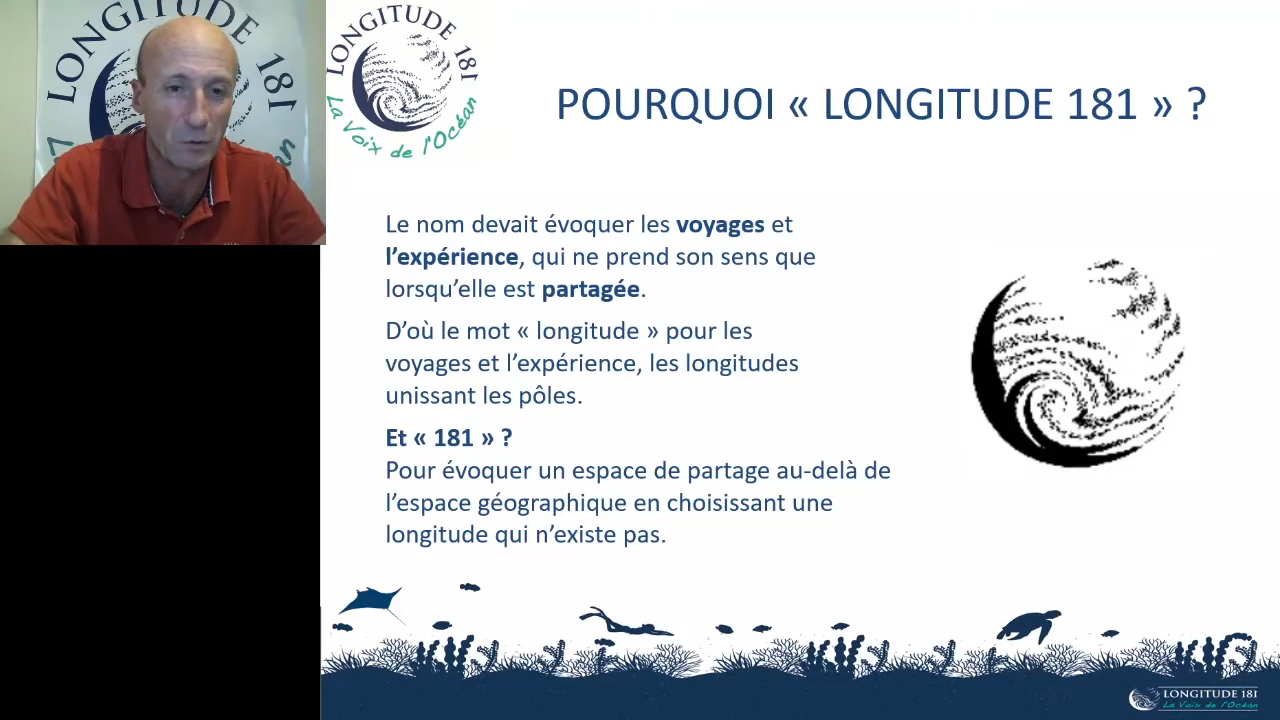 LONGITUDE 181
LONGITUDE 181
La Voix de l'Océan
POURQUOI « LONGITUDE 181 » ?
Le nom devait évoquer les voyages et
l'expérience, qui ne prend son sens que
lorsqu'elle est partagée.
D'où le mot « longitude » pour les
voyages et l'expérience, les longitudes
unissant les pôles.
Et « 181 » ?
Pour évoquer un espace de partage au-delà de
l'espace géographique en choisissant une
longitude qui n'existe pas.
LONGITUDE 181
La Voix de l'Océan